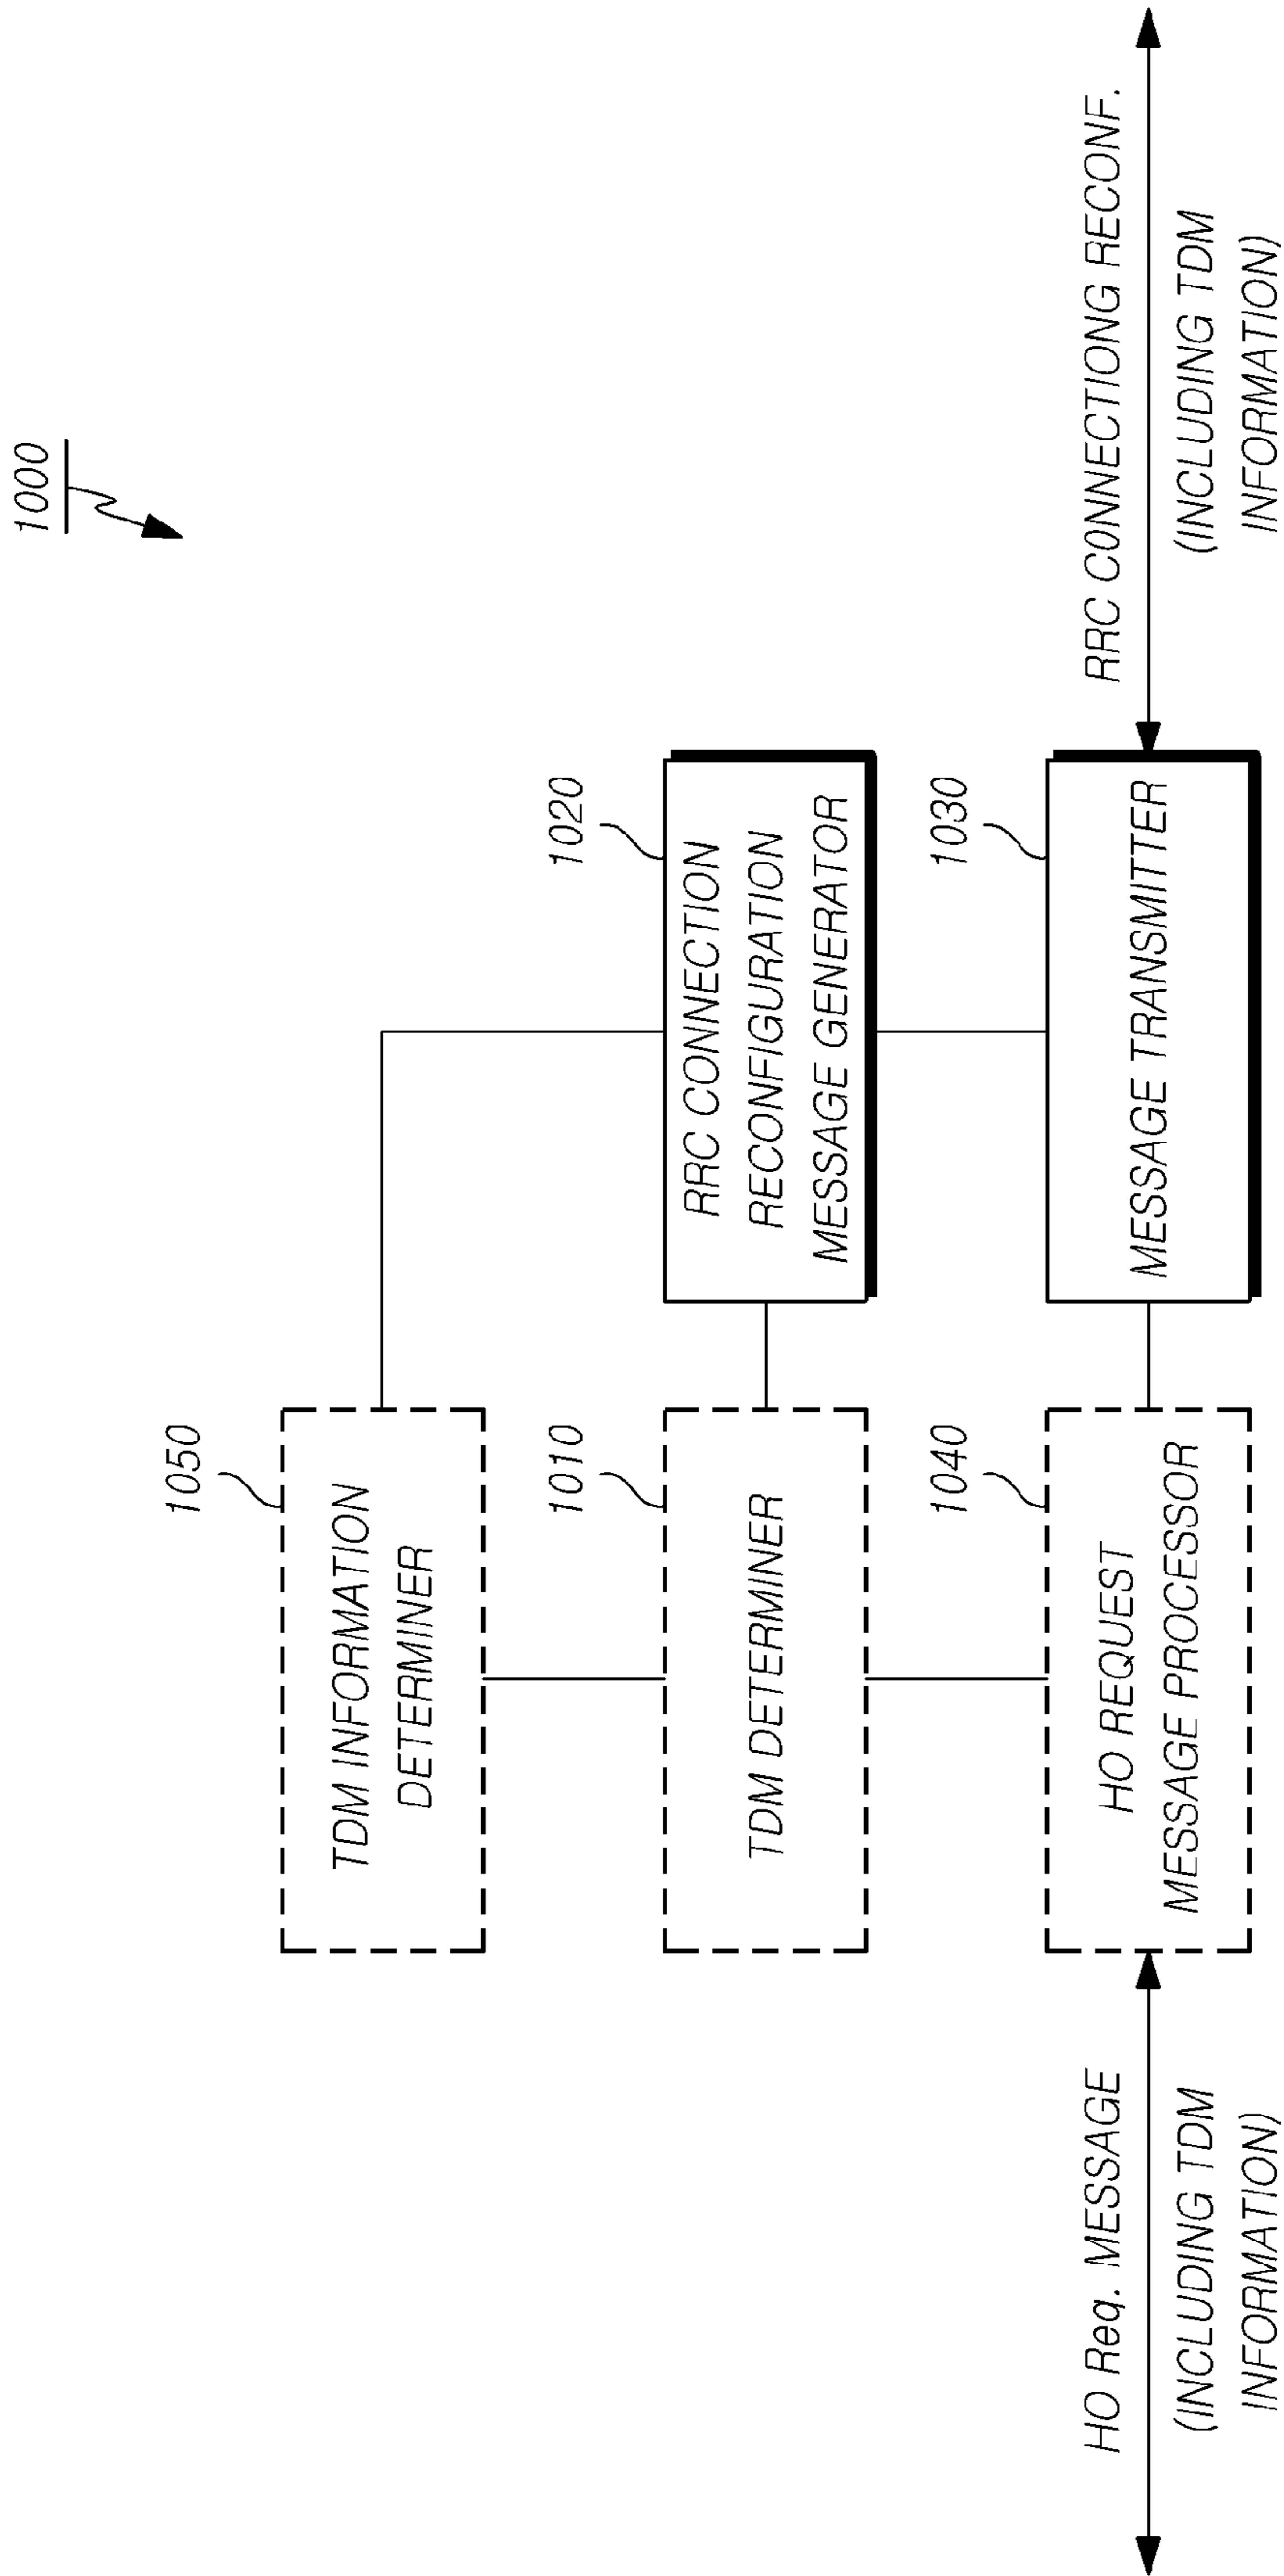 1000
1050
TDM INFORMATION
DETERMINER
1010
TDM DETERMINER
1020
RRC CONNECTION
RECONFIGURATION
MESSAGE GENERATOR
1040
HO REQUEST
MESSAGE PROCESSOR
1030
MESSAGE TRANSMITTER
HO Req. MESSAGE
(INCLUDING TDM
INFORMATION)
RRC CONNECTIONG RECONF.
(INCLUDING TDM
INFORMATION)